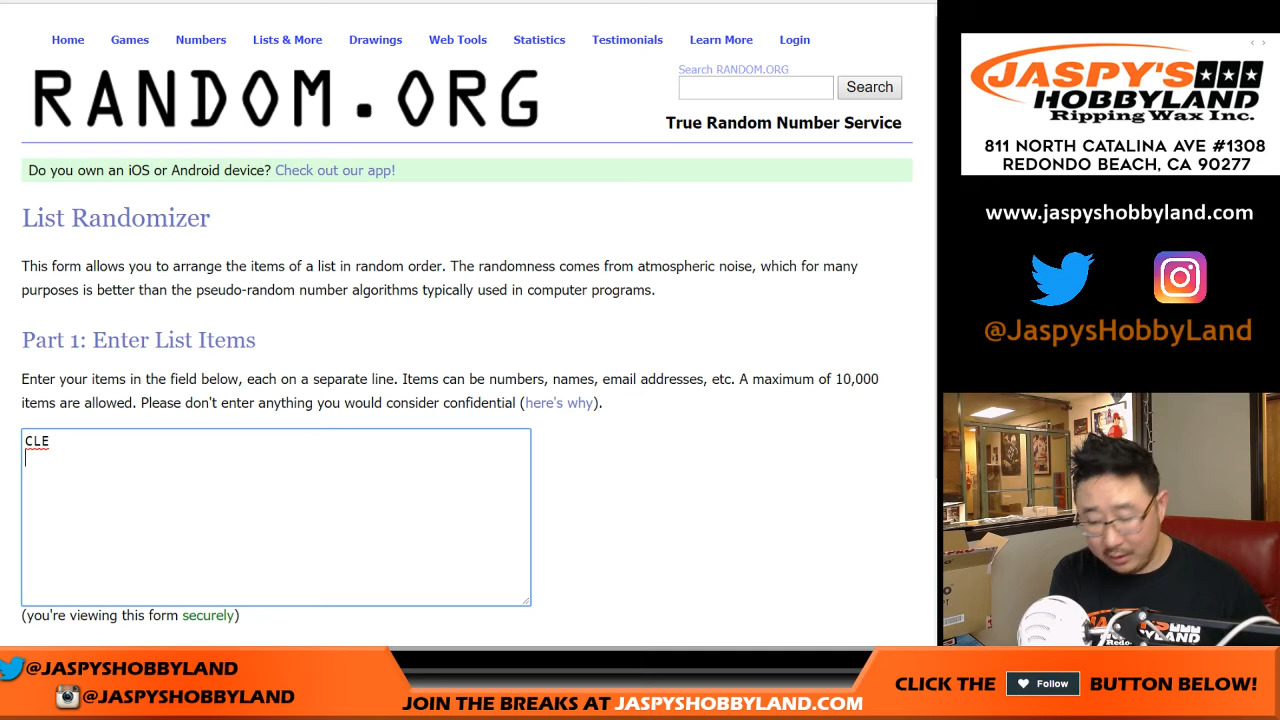 Home Games Numbers Lists & More Drawings Web Tools Statistics Testimonials Learn More Login
RANDOM.ORG
Search RANDOM.ORG
Search
True Random Number Service
Do you own an iOS or Android device? Check out our app!
List Randomizer
This form allows you to arrange the items of a list in random order. The randomness comes from atmospheric noise, which for many
purposes is better than the pseudo-random number algorithms typically used in computer programs.
Part 1: Enter List Items
Enter your items in the field below, each on a separate line. Items can be numbers, names, email addresses, etc. A maximum of 10,000
items are allowed. Please don't enter anything you would consider confidential (here's why).
CLE
(you're viewing this form securely)
JASPY'S
HOBBYLAND
Ripping Wax Inc.
811 NORTH CATALINA AVE #1308
REDONDO BEACH, CA 90277
www.jaspyshobbyland.com
@JaspysHobbyLand
@JASPYSHOBBYLAND
@JASPYSHOBBYLAND
JOIN THE BREAKS AT JASPYSHOBBYLAND.COM
CLICK THE Follow BUTTON BELOW!